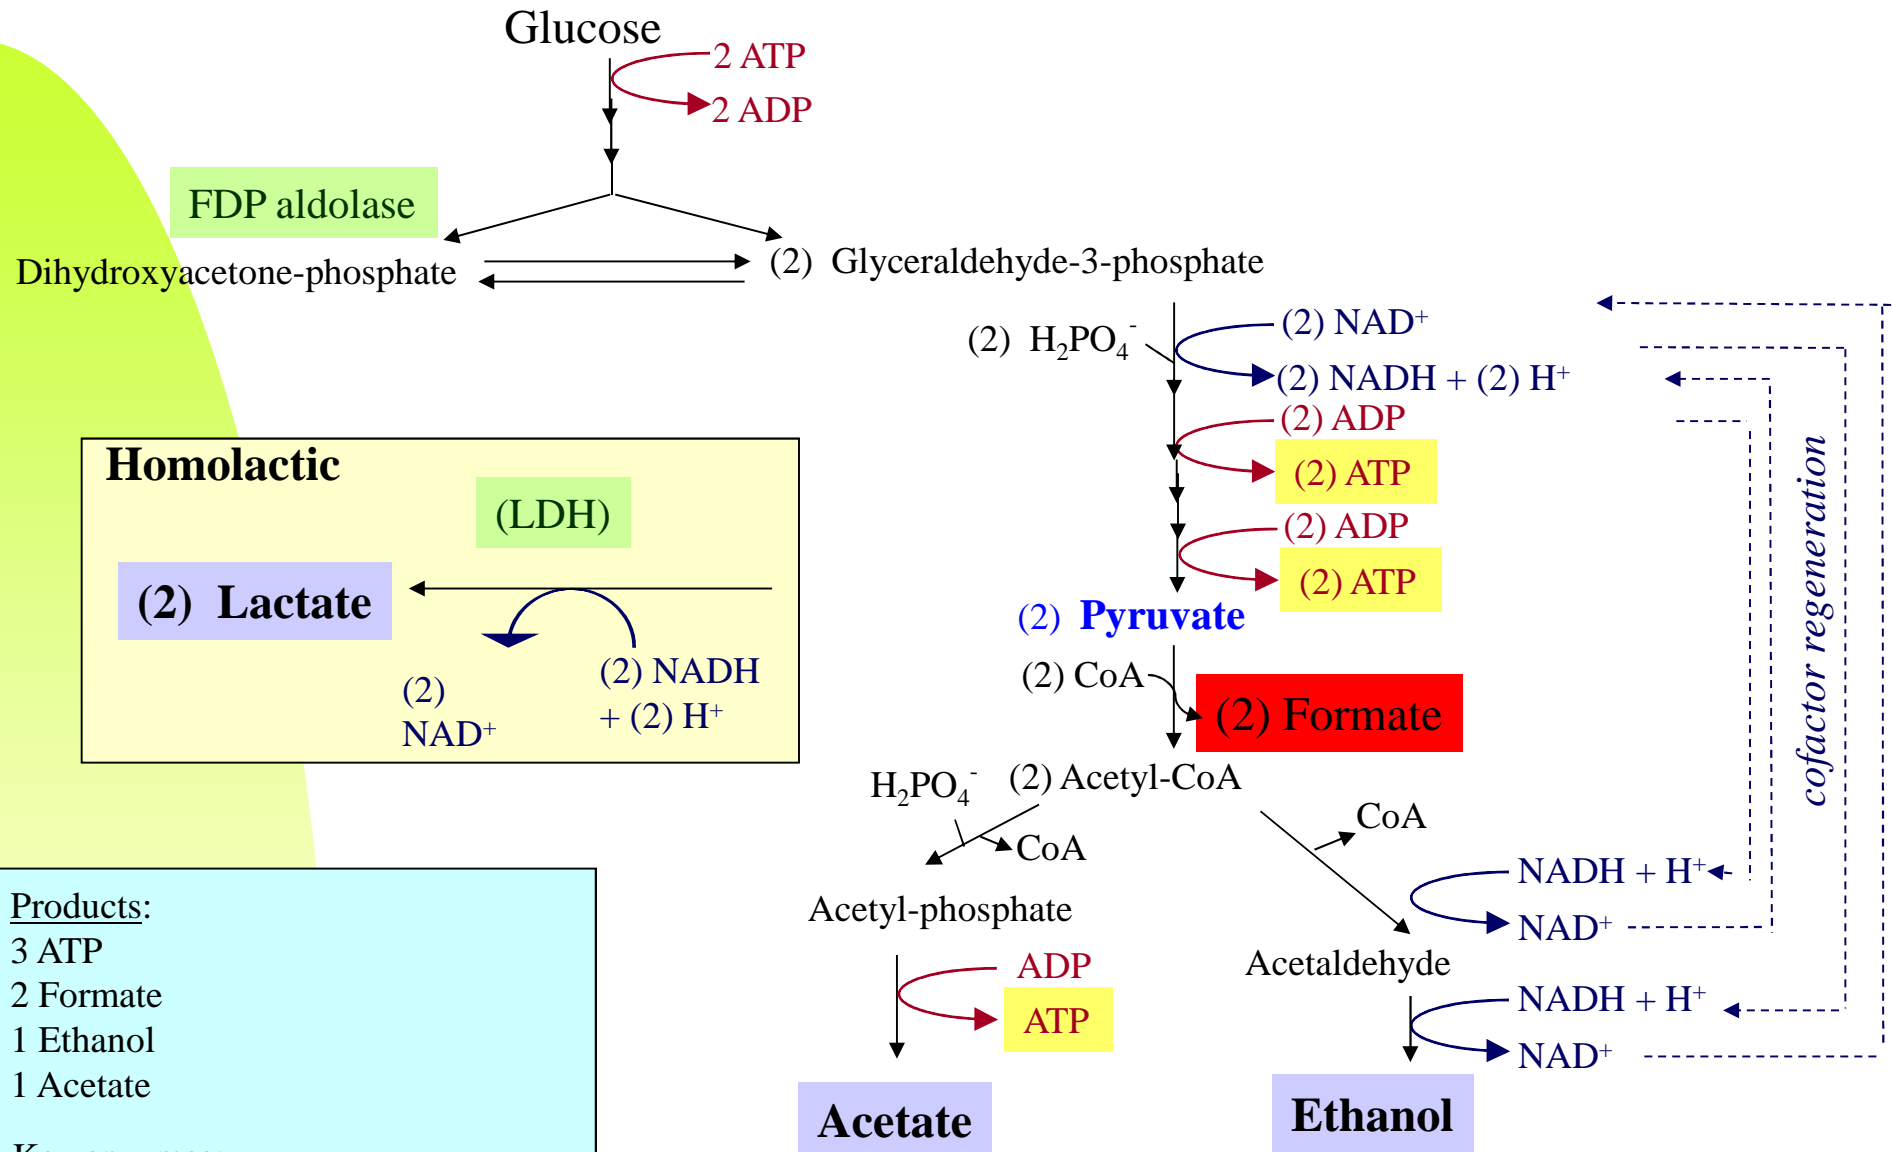 Glucose
2 ATP
2 ADP
FDP aldolase
Dihydroxyacetone-phosphate
(2) Glyceraldehyde-3-phosphate
(2) H₂PO₄⁻
(2) NAD⁺
(2) NADH + (2) H⁺
(2) ADP
(2) ATP
(2) ADP
(2) ATP
cofactor regeneration
Homolactic
(LDH)
(2) Lactate
(2)
NAD⁺
(2) NADH
+ (2) H⁺
(2) Pyruvate
(2) CoA
(2) Formate
H₂PO₄⁻
(2) Acetyl-CoA
CoA
CoA
NADH + H⁺
NAD⁺
Acetyl-phosphate
Acetaldehyde
ADP
ATP
NADH + H⁺
NAD⁺
Acetate
Ethanol
Products:
3 ATP
2 Formate
1 Ethanol
1 Acetate